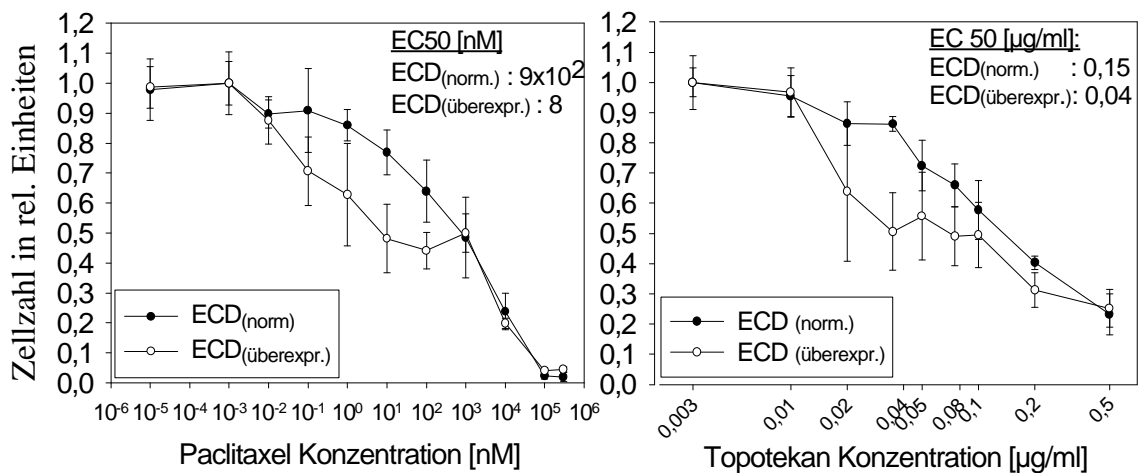 Zellzahl in rel. Einheiten
1,2
1,1
1,0
0,9
0,8
0,7
0,6
0,5
0,4
0,3
0,2
0,1
0,0
EC50 [nM]
ECD(norm.) : 9x10²
ECD(überexpr.) : 8
ECD(norm)
ECD(überexpr.)
10⁻⁶ 10⁻⁵ 10⁻⁴ 10⁻³ 10⁻² 10⁻¹ 10⁰ 10¹ 10² 10³ 10⁴ 10⁵ 10⁶
Paclitaxel Konzentration [nM]
1,2
1,1
1,0
0,9
0,8
0,7
0,6
0,5
0,4
0,3
0,2
0,1
0,0
EC 50 [µg/ml]:
ECD(norm.) : 0,15
ECD(überexpr.): 0,04
ECD (norm.)
ECD (überexpr.)
0,003 0,01 0,02 0,04 0,05 0,08 0,1 0,2 0,5
Topotekan Konzentration [µg/ml]